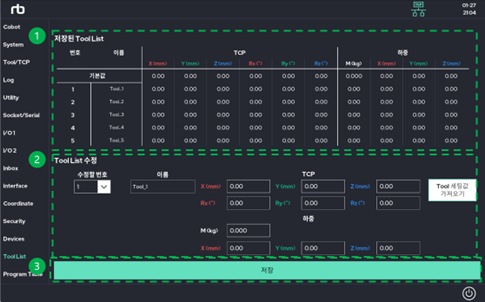 rb
01-27
21:04
Cobot
System
Tool/TCP
Log
Utility
Socket/Serial
I/O 1
I/O 2
Inbox
Interface
Coordinate
Security
Devices
Tool List
Program Table
1
저장된 Tool List
번호 이름 TCP 하중
X (mm) Y (mm) Z (mm) Rx (°) Ry (°) Rz (°) M (kg) X (mm) Y (mm) Z (mm)
기본값 0.00 0.00 0.00 0.00 0.00 0.00 0.000 0.00 0.00 0.00
1 Tool_1 0.00 0.00 0.00 0.00 0.00 0.00 0.00 0.00 0.00 0.00
2 Tool_2 0.00 0.00 0.00 0.00 0.00 0.00 0.00 0.00 0.00 0.00
3 Tool_3 0.00 0.00 0.00 0.00 0.00 0.00 0.00 0.00 0.00 0.00
4 Tool_4 0.00 0.00 0.00 0.00 0.00 0.00 0.00 0.00 0.00 0.00
5 Tool_5 0.00 0.00 0.00 0.00 0.00 0.00 0.00 0.00 0.00 0.00
2
Tool List 수정
수정할 번호 이름 TCP
1 Tool_1 X (mm) 0.00 Y (mm) 0.00 Z (mm) 0.00
Rx (°) 0.00 Ry (°) 0.00 Rz (°) 0.00
Tool 세팅값
가져오기
하중
M (kg) 0.000
X (mm) 0.00 Y (mm) 0.00 Z (mm) 0.00
3
저장